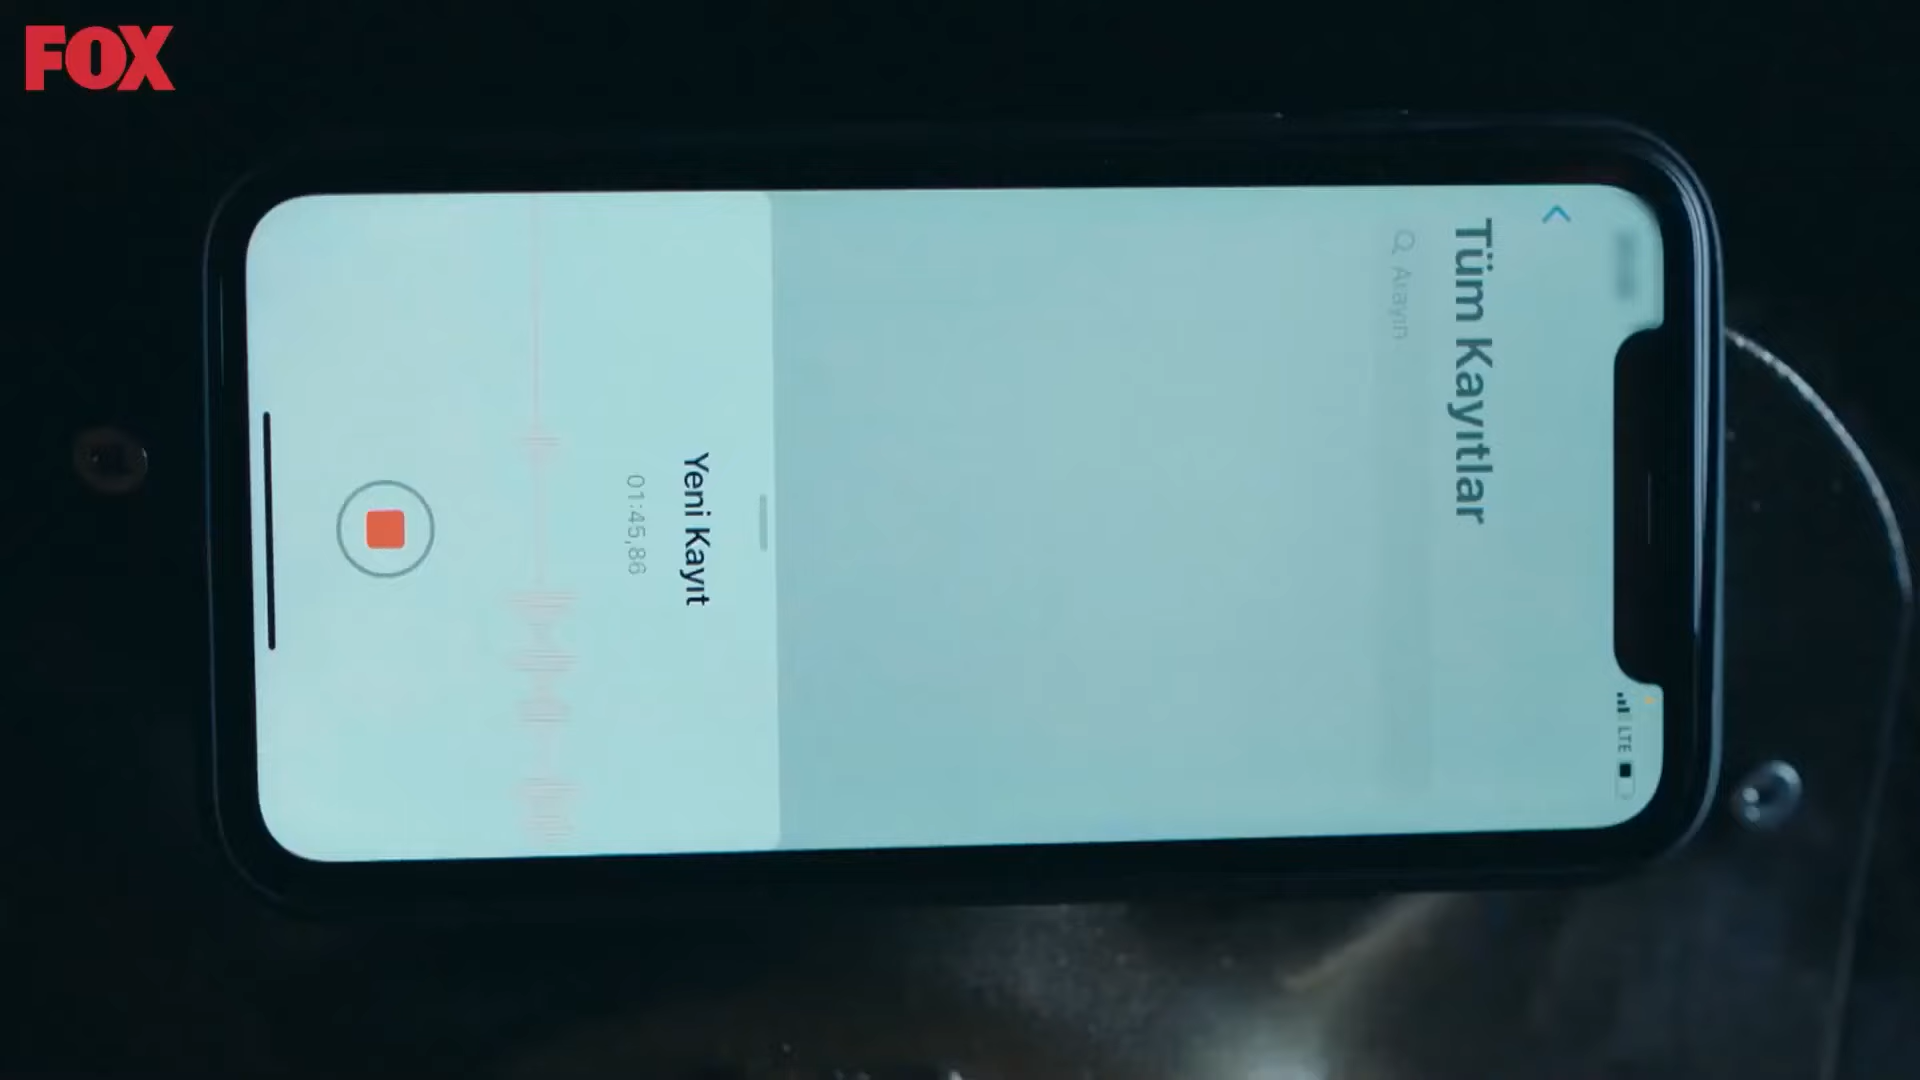 FOX
LTE
Tüm Kayıtlar
Arayın
Yeni Kayıt
01:45,86